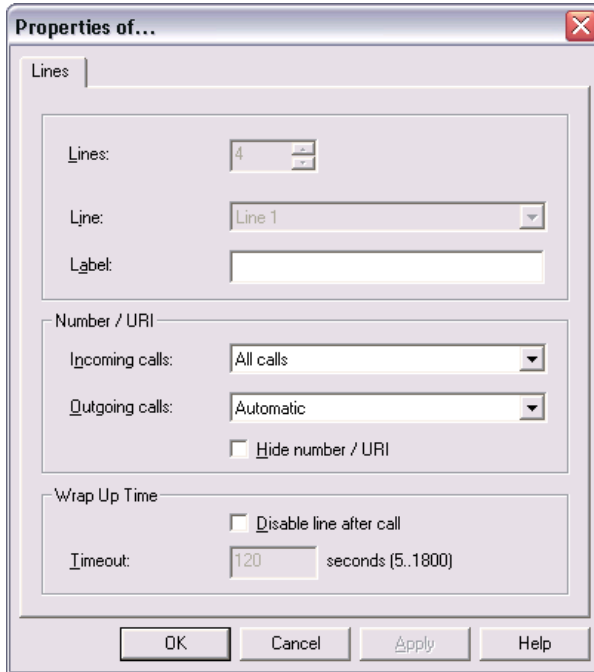 Properties of...
Lines
Lines: 4
Line: Line 1
Label:
Number / URI
Incoming calls: All calls
Outgoing calls: Automatic
Hide number / URI
Wrap Up Time
Disable line after call
Timeout: 120 seconds (5..1800)
OK Cancel Apply Help